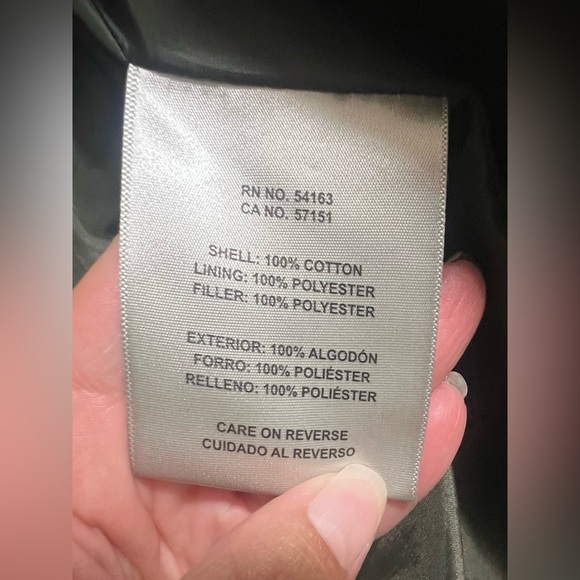 RN NO. 54163
CA NO. 57151
SHELL: 100% COTTON
LINING: 100% POLYESTER
FILLER: 100% POLYESTER
EXTERIOR: 100% ALGODÓN
FORRO: 100% POLIÉSTER
RELLENO: 100% POLIÉSTER
CARE ON REVERSE
CUIDADO AL REVERSO